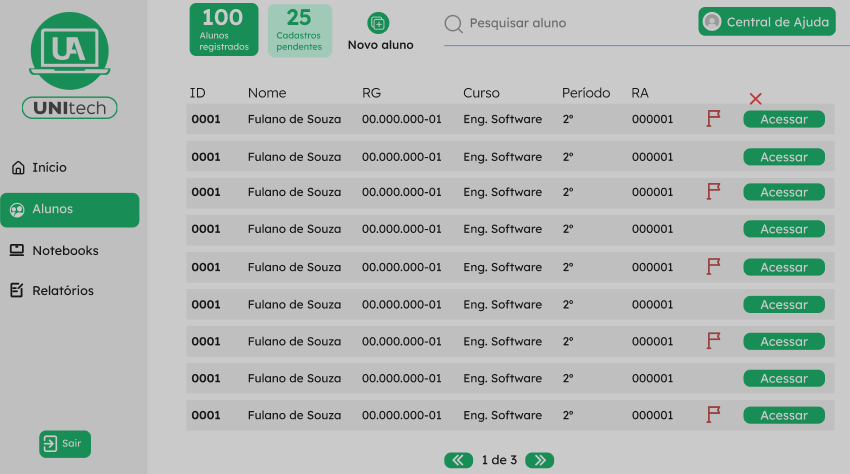 UA
UNItech
Início
Alunos
Notebooks
Relatórios
Sair
100
Alunos
registrados
25
Cadastros
pendentes
Novo aluno
Pesquisar aluno
Central de Ajuda
ID Nome RG Curso Período RA
0001 Fulano de Souza 00.000.000-01 Eng. Software 2º 000001 Acessar
0001 Fulano de Souza 00.000.000-01 Eng. Software 2º 000001 Acessar
0001 Fulano de Souza 00.000.000-01 Eng. Software 2º 000001 Acessar
0001 Fulano de Souza 00.000.000-01 Eng. Software 2º 000001 Acessar
0001 Fulano de Souza 00.000.000-01 Eng. Software 2º 000001 Acessar
0001 Fulano de Souza 00.000.000-01 Eng. Software 2º 000001 Acessar
0001 Fulano de Souza 00.000.000-01 Eng. Software 2º 000001 Acessar
0001 Fulano de Souza 00.000.000-01 Eng. Software 2º 000001 Acessar
0001 Fulano de Souza 00.000.000-01 Eng. Software 2º 000001 Acessar
1 de 3